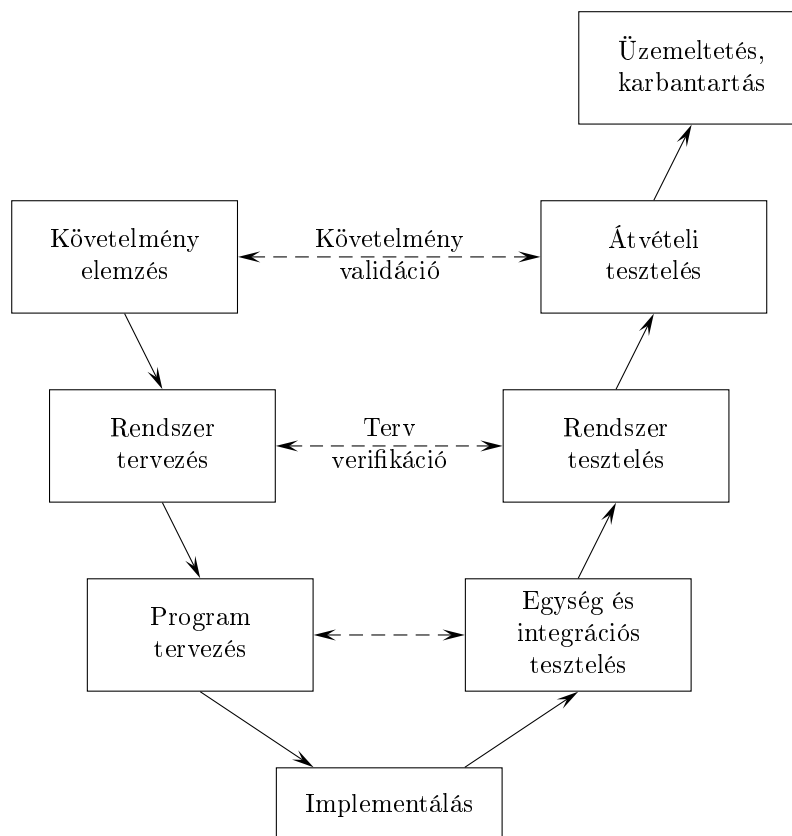 Üzemeltetés,
karbantartás
Követelmény
elemzés
Követelmény
validáció
Átvételi
tesztelés
Rendszer
tervezés
Terv
verifikáció
Rendszer
tesztelés
Program
tervezés
Egység és
integrációs
tesztelés
Implementálás